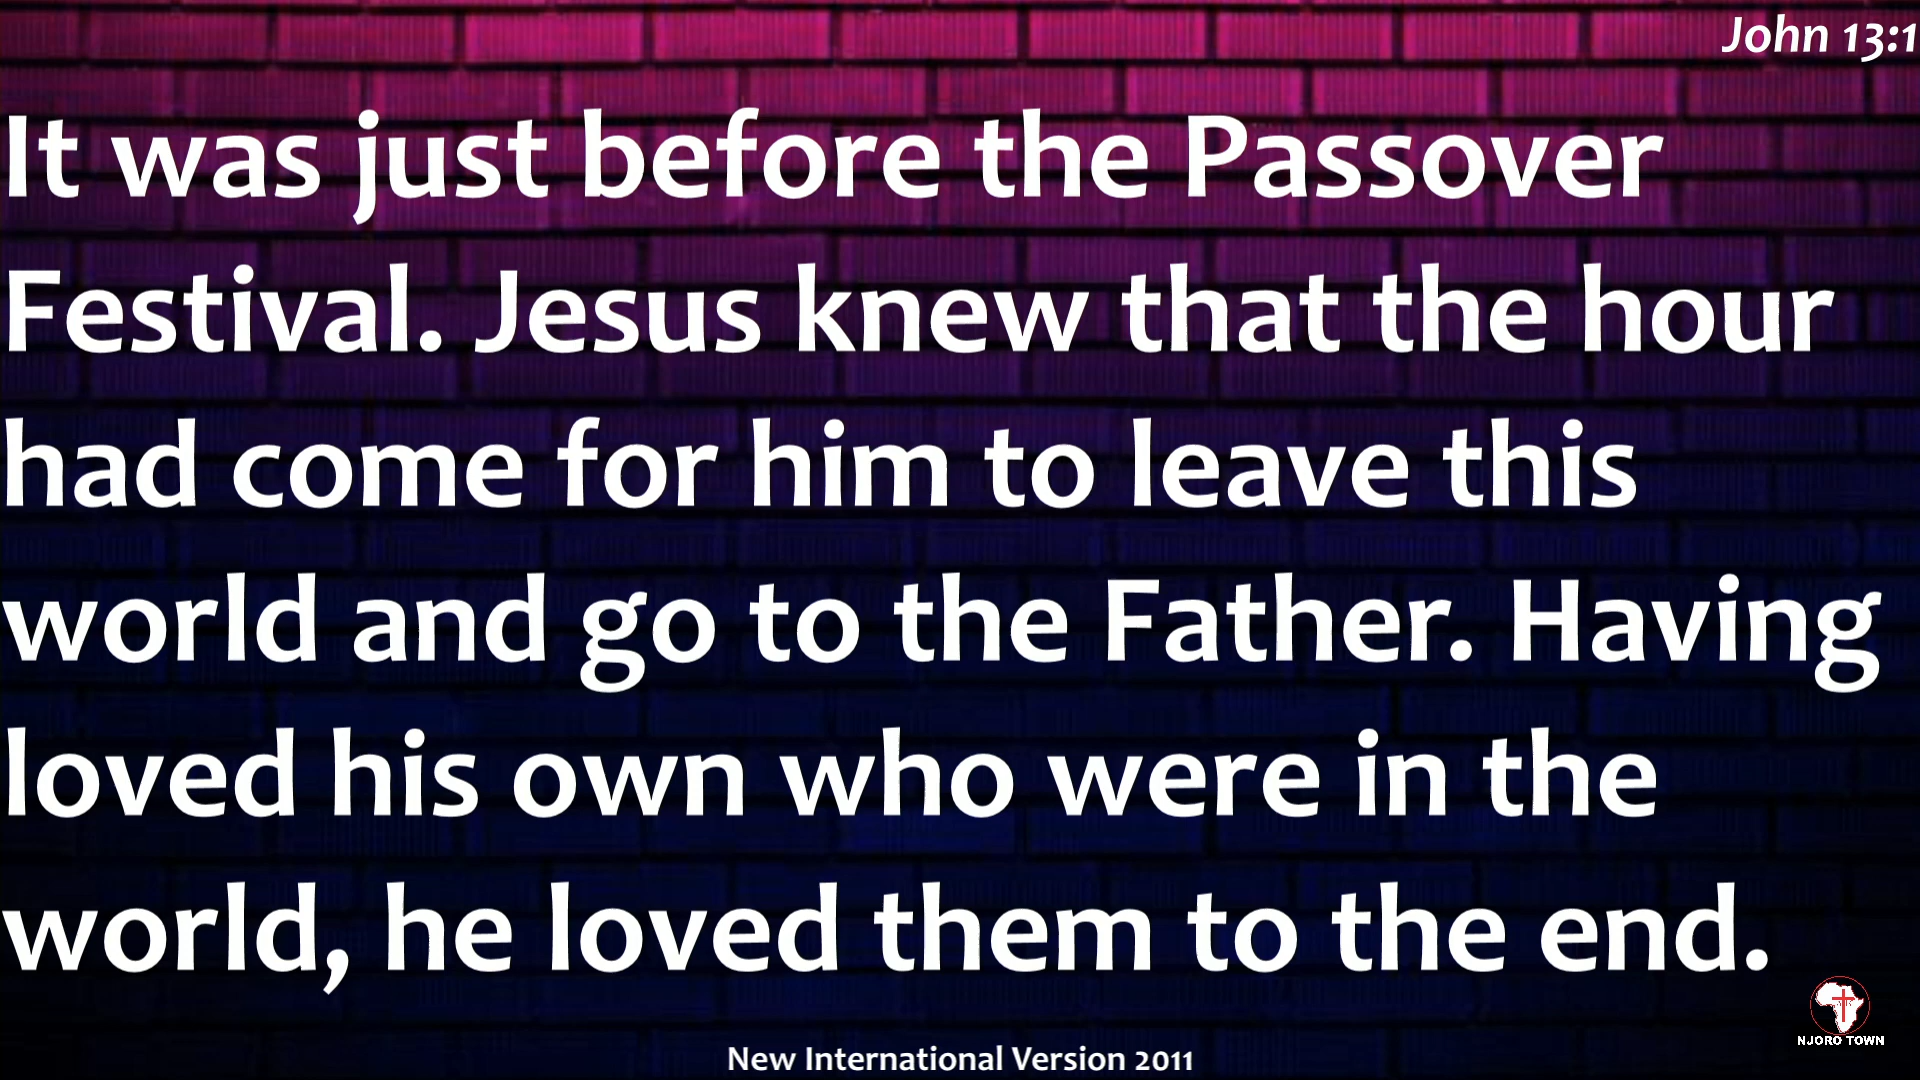 John 13:1
It was just before the Passover
Festival. Jesus knew that the hour
had come for him to leave this
world and go to the Father. Having
loved his own who were in the
world, he loved them to the end.
NJORO TOWN
New International Version 2011